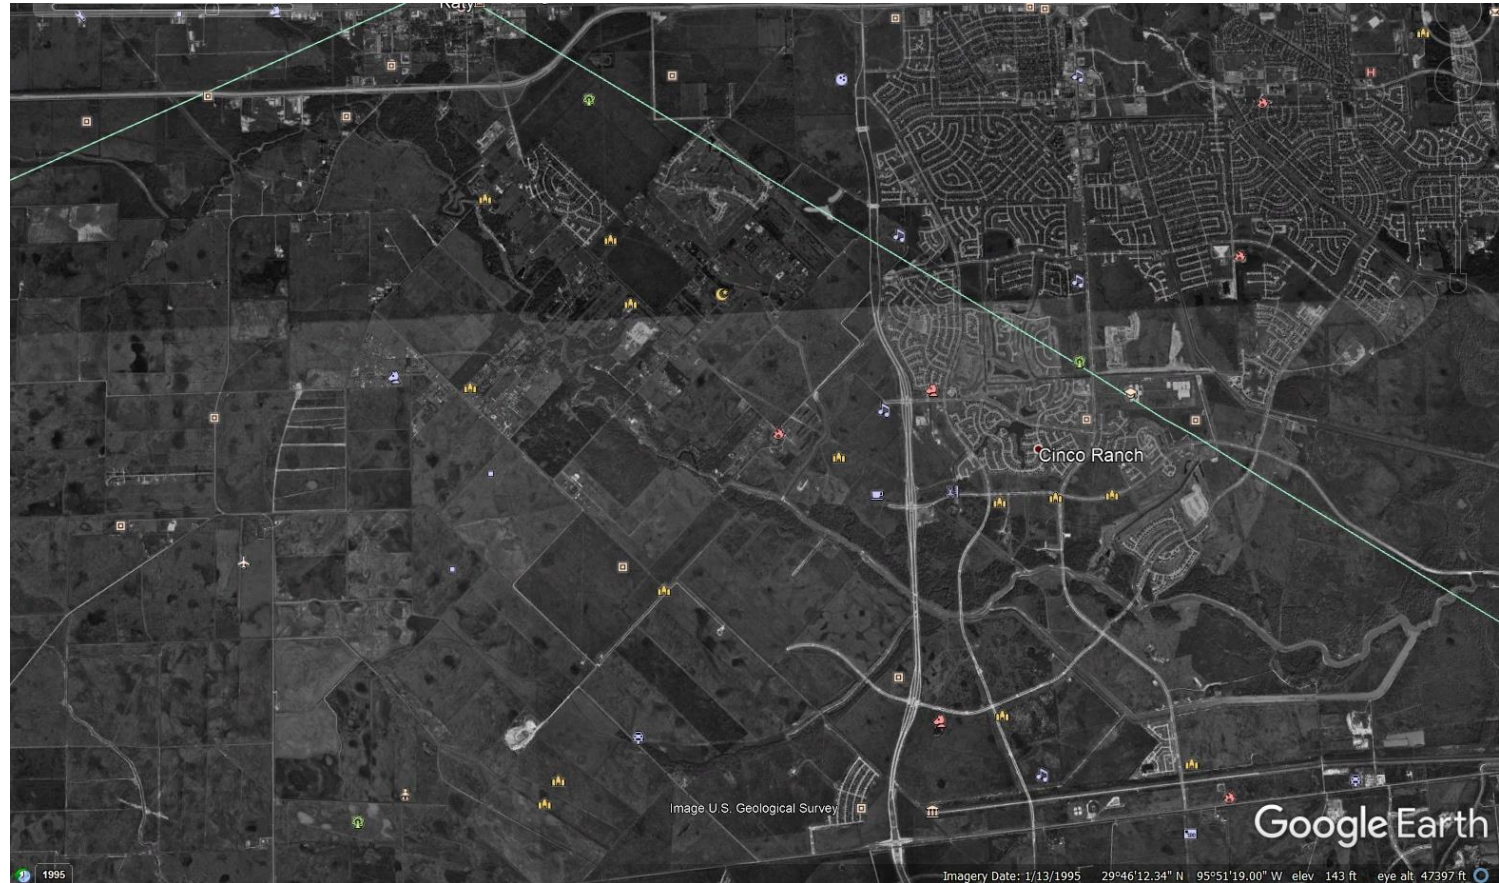 Katy
Cinco Ranch
Image U.S. Geological Survey
Google Earth
1995
Imagery Date: 1/13/1995 29°46'12.34" N 95°51'19.00" W elev 143 ft eye alt 47397 ft